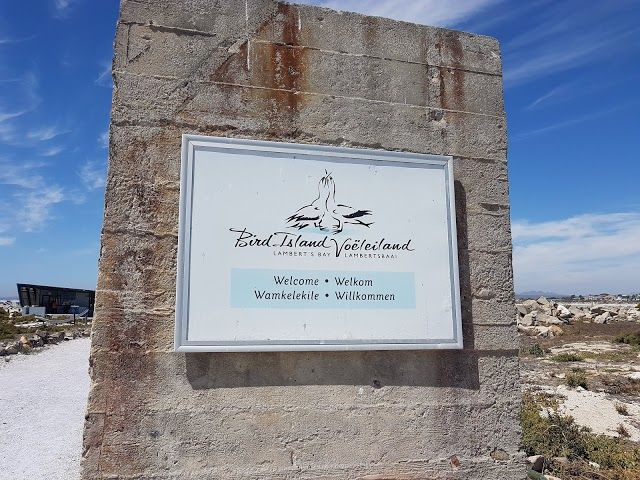 Bird Island Voëleiland
LAMBERT'S BAY LAMBERTSBAAI
Welcome • Welkom
Wamkelekile • Willkommen